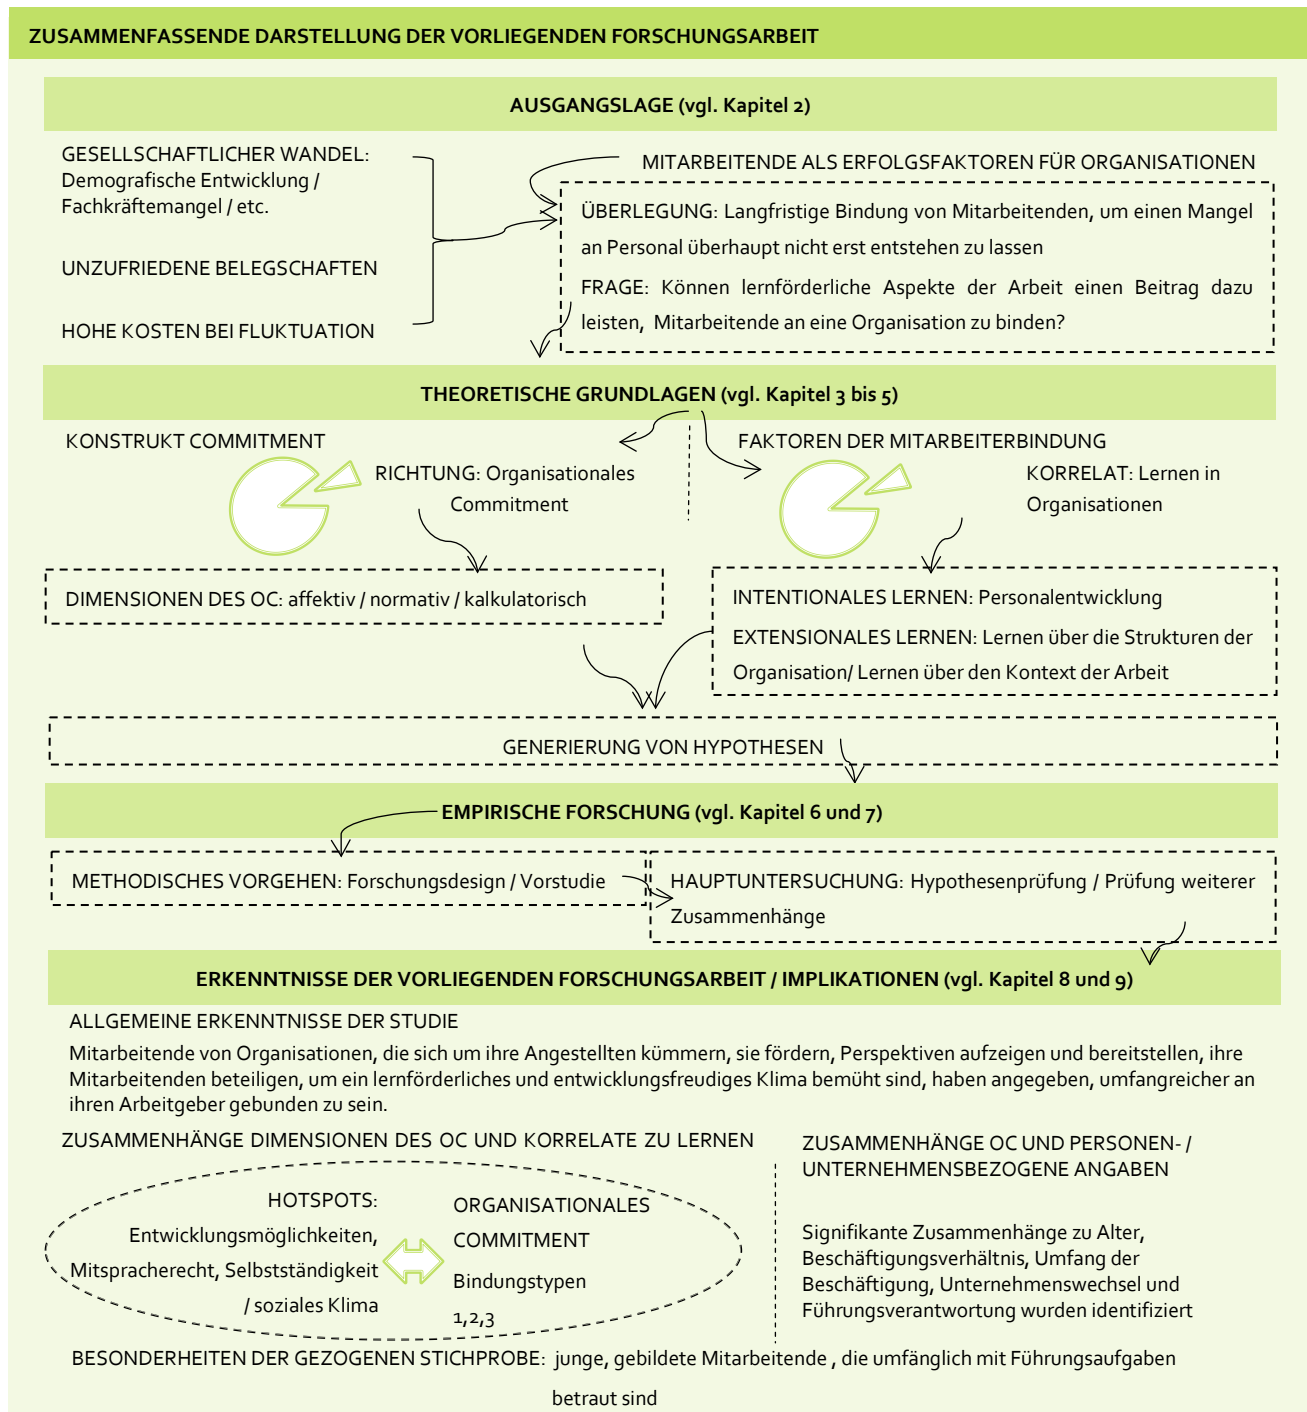 ZUSAMMENFASSENDE DARSTELLUNG DER VORLIEGENDEN FORSCHUNGSARBEIT
AUSGANGSLAGE (vgl. Kapitel 2)
GESELLSCHAFTLICHER WANDEL:
Demografische Entwicklung /
Fachkräftemangel / etc.
UNZUFRIEDENE BELEGSCHAFTEN
HOHE KOSTEN BEI FLUKTUATION
MITARBEITENDE ALS ERFOLGSFAKTOREN FÜR ORGANISATIONEN
ÜBERLEGUNG: Langfristige Bindung von Mitarbeitenden, um einen Mangel
an Personal überhaupt nicht erst entstehen zu lassen
FRAGE: Können lernförderliche Aspekte der Arbeit einen Beitrag dazu
leisten, Mitarbeitende an eine Organisation zu binden?
THEORETISCHE GRUNDLAGEN (vgl. Kapitel 3 bis 5)
KONSTRUKT COMMITMENT
RICHTUNG: Organisationales
Commitment
DIMENSIONEN DES OC: affektiv / normativ / kalkulatorisch
FAKTOREN DER MITARBEITERBINDUNG
KORRELAT: Lernen in
Organisationen
INTENTIONALES LERNEN: Personalentwicklung
EXTENSIONALES LERNEN: Lernen über die Strukturen der
Organisation/ Lernen über den Kontext der Arbeit
GENERIERUNG VON HYPOTHESEN
EMPIRISCHE FORSCHUNG (vgl. Kapitel 6 und 7)
METHODISCHES VORGEHEN: Forschungsdesign / Vorstudie
HAUPTUNTERSUCHUNG: Hypothesenprüfung / Prüfung weiterer
Zusammenhänge
ERKENNTNISSE DER VORLIEGENDEN FORSCHUNGSARBEIT / IMPLIKATIONEN (vgl. Kapitel 8 und 9)
ALLGEMEINE ERKENNTNISSE DER STUDIE
Mitarbeitende von Organisationen, die sich um ihre Angestellten kümmern, sie fördern, Perspektiven aufzeigen und bereitstellen, ihre
Mitarbeitenden beteiligen, um ein lernförderliches und entwicklungsfreudiges Klima bemüht sind, haben angegeben, umfangreicher an
ihren Arbeitgeber gebunden zu sein.
ZUSAMMENHÄNGE DIMENSIONEN DES OC UND KORRELATE ZU LERNEN
HOTSPOTS:
Entwicklungsmöglichkeiten,
Mitspracherecht, Selbstständigkeit
/ soziales Klima
ORGANISATIONALES
COMMITMENT
Bindungstypen
1,2,3
ZUSAMMENHÄNGE OC UND PERSONEN- /
UNTERNEHMENSBEZOGENE ANGABEN
Signifikante Zusammenhänge zu Alter,
Beschäftigungsverhältnis, Umfang der
Beschäftigung, Unternehmenswechsel und
Führungsverantwortung wurden identifiziert
BESONDERHEITEN DER GEZOGENEN STICHPROBE: junge, gebildete Mitarbeitende , die umfänglich mit Führungsaufgaben
betraut sind